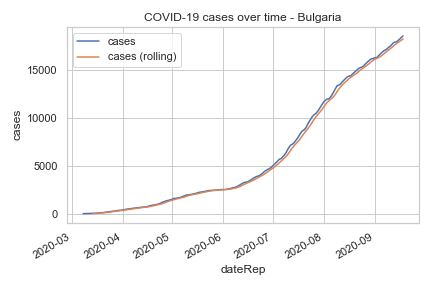 COVID-19 cases over time - Bulgaria
cases
cases (rolling)
15000
10000
5000
0
cases
2020-03
2020-04
2020-05
2020-06
2020-07
2020-08
2020-09
dateRep